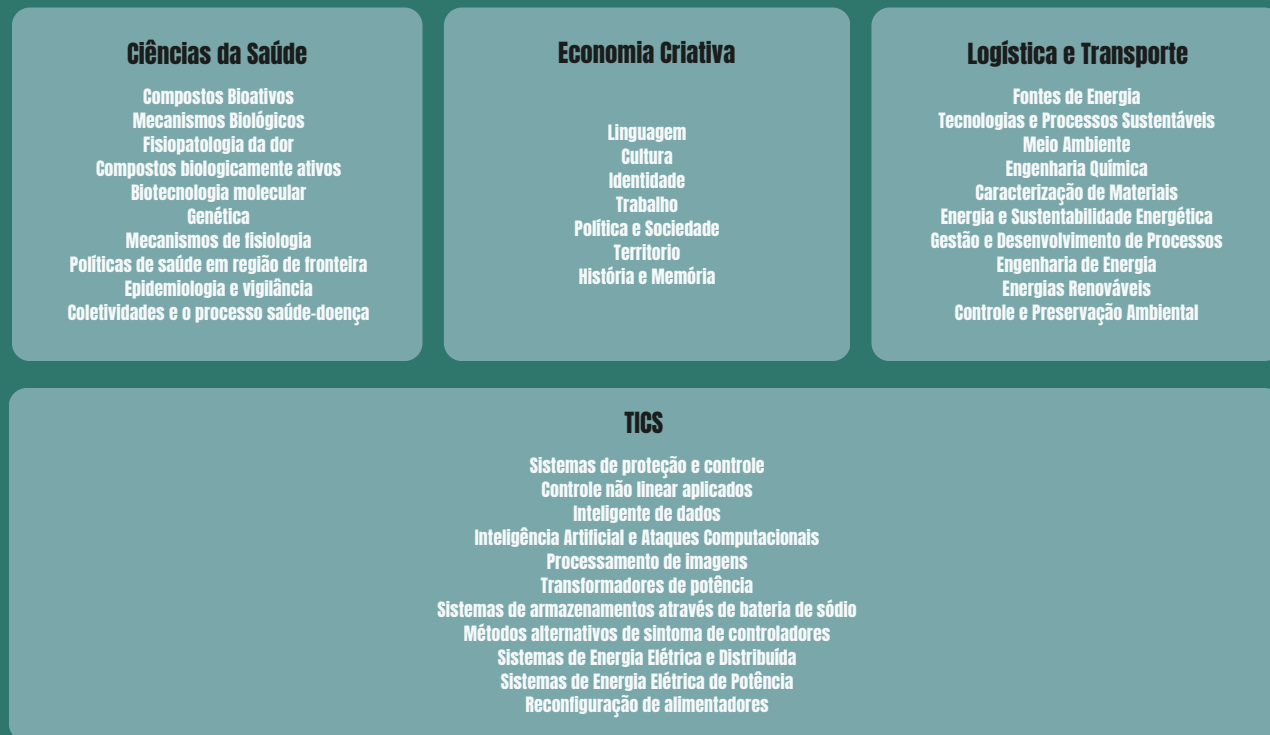 Ciências da Saúde
Compostos Bioativos
Mecanismos Biológicos
Fisiopatologia da dor
Compostos biologicamente ativos
Biotecnologia molecular
Genética
Mecanismos de fisiologia
Políticas de saúde em região de fronteira
Epidemiologia e vigilância
Coletividades e o processo saúde-doença
Economia Criativa
Linguagem
Cultura
Identidade
Trabalho
Política e Sociedade
Territorio
História e Memória
Logística e Transporte
Fontes de Energia
Tecnologias e Processos Sustentáveis
Meio Ambiente
Engenharia Química
Caracterização de Materiais
Energia e Sustentabilidade Energética
Gestão e Desenvolvimento de Processos
Engenharia de Energia
Energias Renováveis
Controle e Preservação Ambiental
TICS
Sistemas de proteção e controle
Controle não linear aplicados
Inteligente de dados
Inteligência Artificial e Ataques Computacionais
Processamento de imagens
Transformadores de potência
Sistemas de armazenamentos através de bateria de sódio
Métodos alternativos de sintoma de controladores
Sistemas de Energia Elétrica e Distribuída
Sistemas de Energia Elétrica de Potência
Reconfiguração de alimentadores